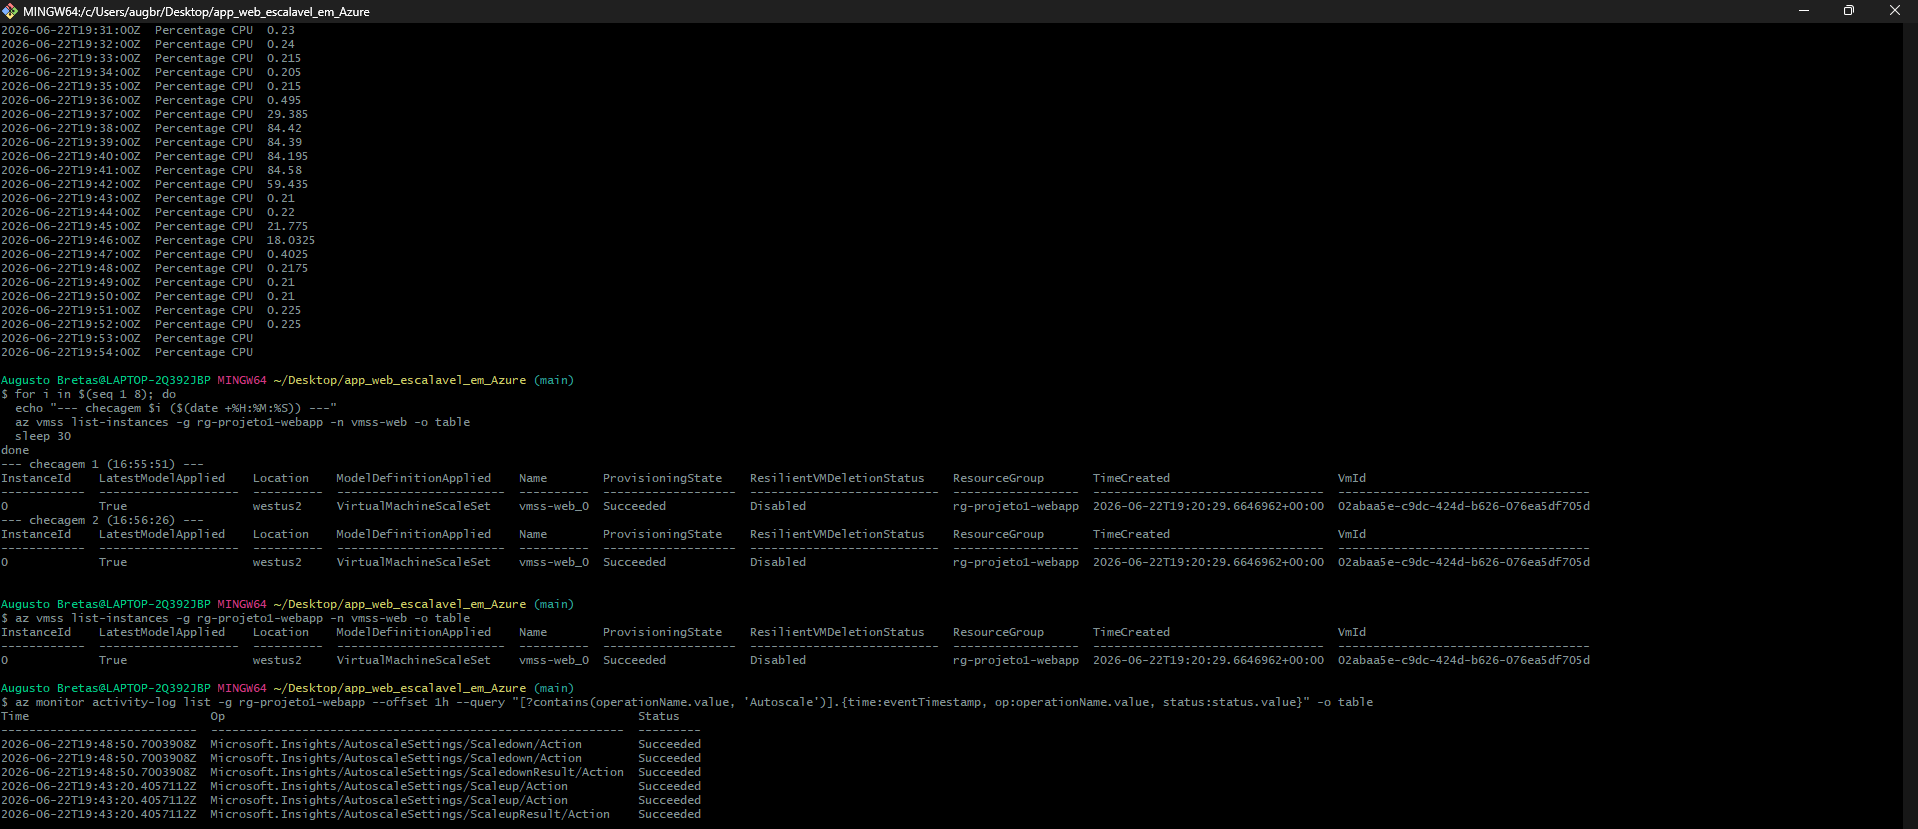 MINGW64:/c/Users/augbr/Desktop/app_web_escalavel_em_Azure
2026-06-22T19:31:00Z  Percentage CPU  0.23
2026-06-22T19:32:00Z  Percentage CPU  0.24
2026-06-22T19:33:00Z  Percentage CPU  0.215
2026-06-22T19:34:00Z  Percentage CPU  0.205
2026-06-22T19:35:00Z  Percentage CPU  0.215
2026-06-22T19:36:00Z  Percentage CPU  0.495
2026-06-22T19:37:00Z  Percentage CPU  29.385
2026-06-22T19:38:00Z  Percentage CPU  84.42
2026-06-22T19:39:00Z  Percentage CPU  84.39
2026-06-22T19:40:00Z  Percentage CPU  84.195
2026-06-22T19:41:00Z  Percentage CPU  84.58
2026-06-22T19:42:00Z  Percentage CPU  59.435
2026-06-22T19:43:00Z  Percentage CPU  0.21
2026-06-22T19:44:00Z  Percentage CPU  0.22
2026-06-22T19:45:00Z  Percentage CPU  21.775
2026-06-22T19:46:00Z  Percentage CPU  18.0325
2026-06-22T19:47:00Z  Percentage CPU  0.4025
2026-06-22T19:48:00Z  Percentage CPU  0.2175
2026-06-22T19:49:00Z  Percentage CPU  0.21
2026-06-22T19:50:00Z  Percentage CPU  0.21
2026-06-22T19:51:00Z  Percentage CPU  0.225
2026-06-22T19:52:00Z  Percentage CPU  0.225
2026-06-22T19:53:00Z  Percentage CPU
2026-06-22T19:54:00Z  Percentage CPU
Augusto Bretas@LAPTOP-2Q392JBP MINGW64 ~/Desktop/app_web_escalavel_em_Azure (main)
$ for i in $(seq 1 8); do
  echo "--- checagem $i ($(date +%H:%M:%S)) ---"
  az vmss list-instances -g rg-projeto1-webapp -n vmss-web -o table
  sleep 30
done
--- checagem 1 (16:55:51) ---
InstanceId  LatestModelApplied  Location  ModelDefinitionApplied  Name  ProvisioningState  ResilientVMDeletionStatus  ResourceGroup  TimeCreated  VmId
------------  --------------------  ----------  ------------------------  ----------  -------------------  ---------------------------  ------------------  ---------------------------------  ------------------------------------
0  True  westus2  VirtualMachineScaleSet  vmss-web_0  Succeeded  Disabled  rg-projeto1-webapp  2026-06-22T19:20:29.6646962+00:00  02abaa5e-c9dc-424d-b626-076ea5df705d
--- checagem 2 (16:56:26) ---
InstanceId  LatestModelApplied  Location  ModelDefinitionApplied  Name  ProvisioningState  ResilientVMDeletionStatus  ResourceGroup  TimeCreated  VmId
------------  --------------------  ----------  ------------------------  ----------  -------------------  ---------------------------  ------------------  ---------------------------------  ------------------------------------
0  True  westus2  VirtualMachineScaleSet  vmss-web_0  Succeeded  Disabled  rg-projeto1-webapp  2026-06-22T19:20:29.6646962+00:00  02abaa5e-c9dc-424d-b626-076ea5df705d
Augusto Bretas@LAPTOP-2Q392JBP MINGW64 ~/Desktop/app_web_escalavel_em_Azure (main)
$ az vmss list-instances -g rg-projeto1-webapp -n vmss-web -o table
InstanceId  LatestModelApplied  Location  ModelDefinitionApplied  Name  ProvisioningState  ResilientVMDeletionStatus  ResourceGroup  TimeCreated  VmId
------------  --------------------  ----------  ------------------------  ----------  -------------------  ---------------------------  ------------------  ---------------------------------  ------------------------------------
0  True  westus2  VirtualMachineScaleSet  vmss-web_0  Succeeded  Disabled  rg-projeto1-webapp  2026-06-22T19:20:29.6646962+00:00  02abaa5e-c9dc-424d-b626-076ea5df705d
Augusto Bretas@LAPTOP-2Q392JBP MINGW64 ~/Desktop/app_web_escalavel_em_Azure (main)
$ az monitor activity-log list -g rg-projeto1-webapp --offset 1h --query "[?contains(operationName.value, 'Autoscale')].{time:eventTimestamp, op:operationName.value, status:status.value}" -o table
Time  Op  Status
----------------------------  -----------------------------------------------------------  ---------
2026-06-22T19:48:50.7003908Z  Microsoft.Insights/AutoscaleSettings/Scaledown/Action  Succeeded
2026-06-22T19:48:50.7003908Z  Microsoft.Insights/AutoscaleSettings/Scaledown/Action  Succeeded
2026-06-22T19:48:50.7003908Z  Microsoft.Insights/AutoscaleSettings/ScaledownResult/Action  Succeeded
2026-06-22T19:43:20.4057112Z  Microsoft.Insights/AutoscaleSettings/Scaleup/Action  Succeeded
2026-06-22T19:43:20.4057112Z  Microsoft.Insights/AutoscaleSettings/Scaleup/Action  Succeeded
2026-06-22T19:43:20.4057112Z  Microsoft.Insights/AutoscaleSettings/ScaleupResult/Action  Succeeded